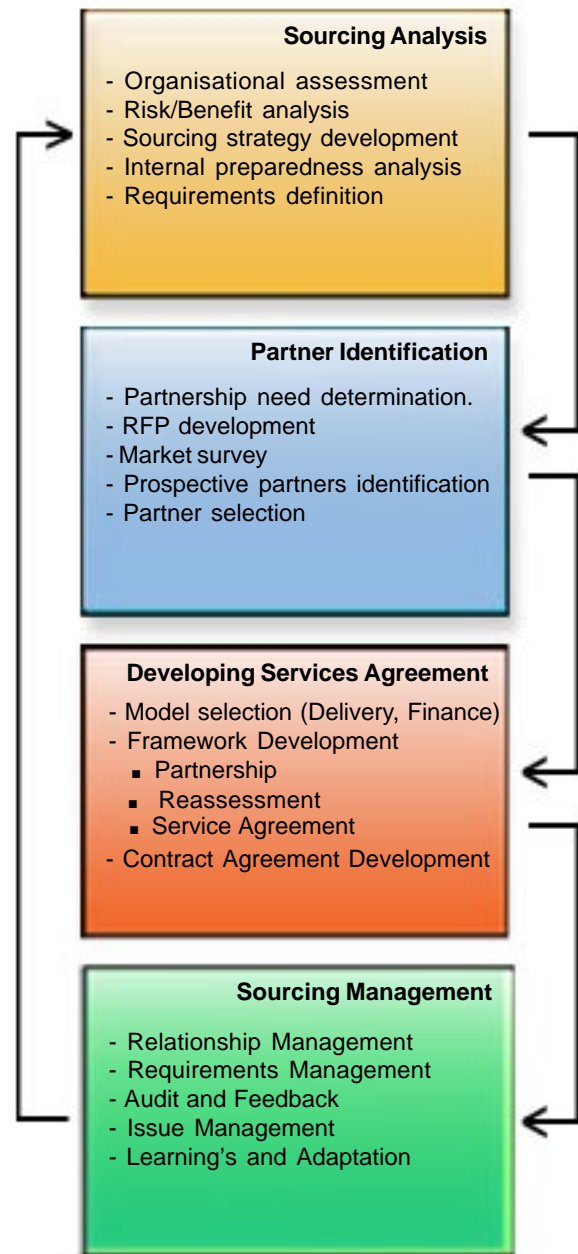 Sourcing Analysis
- Organisational assessment
- Risk/Benefit analysis
- Sourcing strategy development
- Internal preparedness analysis
- Requirements definition
Partner Identification
- Partnership need determination.
- RFP development
- Market survey
- Prospective partners identification
- Partner selection
Developing Services Agreement
- Model selection (Delivery, Finance)
- Framework Development
▪ Partnership
▪ Reassessment
▪ Service Agreement
- Contract Agreement Development
Sourcing Management
- Relationship Management
- Requirements Management
- Audit and Feedback
- Issue Management
- Learning's and Adaptation